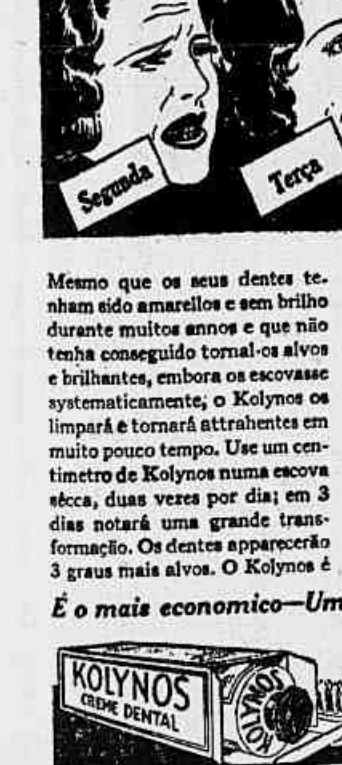 Segunda
Terça
Mesmo que os seus dentes te-
nham sido amarellos e sem brilho
durante muitos annos e que não
tenha conseguido tornal-os alvos
e brilhantes, embora os escovasse
systematicamente, o Kolynos os
limpará e tornará attrahentes em
muito pouco tempo. Use um cen-
timetro de Kolynos numa escova
sêcca, duas vezes por dia; em 3
dias notará uma grande trans-
formação. Os dentes apparecerão
3 graus mais alvos. O Kolynos é
É o mais economico—Um
KOLYNOS
CREME DENTAL
KOLYNOS